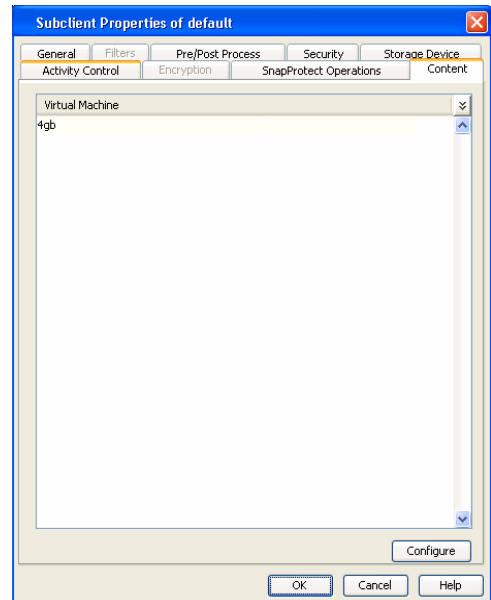 Subclient Properties of default
General Filters Pre/Post Process Security Storage Device
Activity Control Encryption SnapProtect Operations Content
Virtual Machine
4gb
Configure
OK Cancel Help